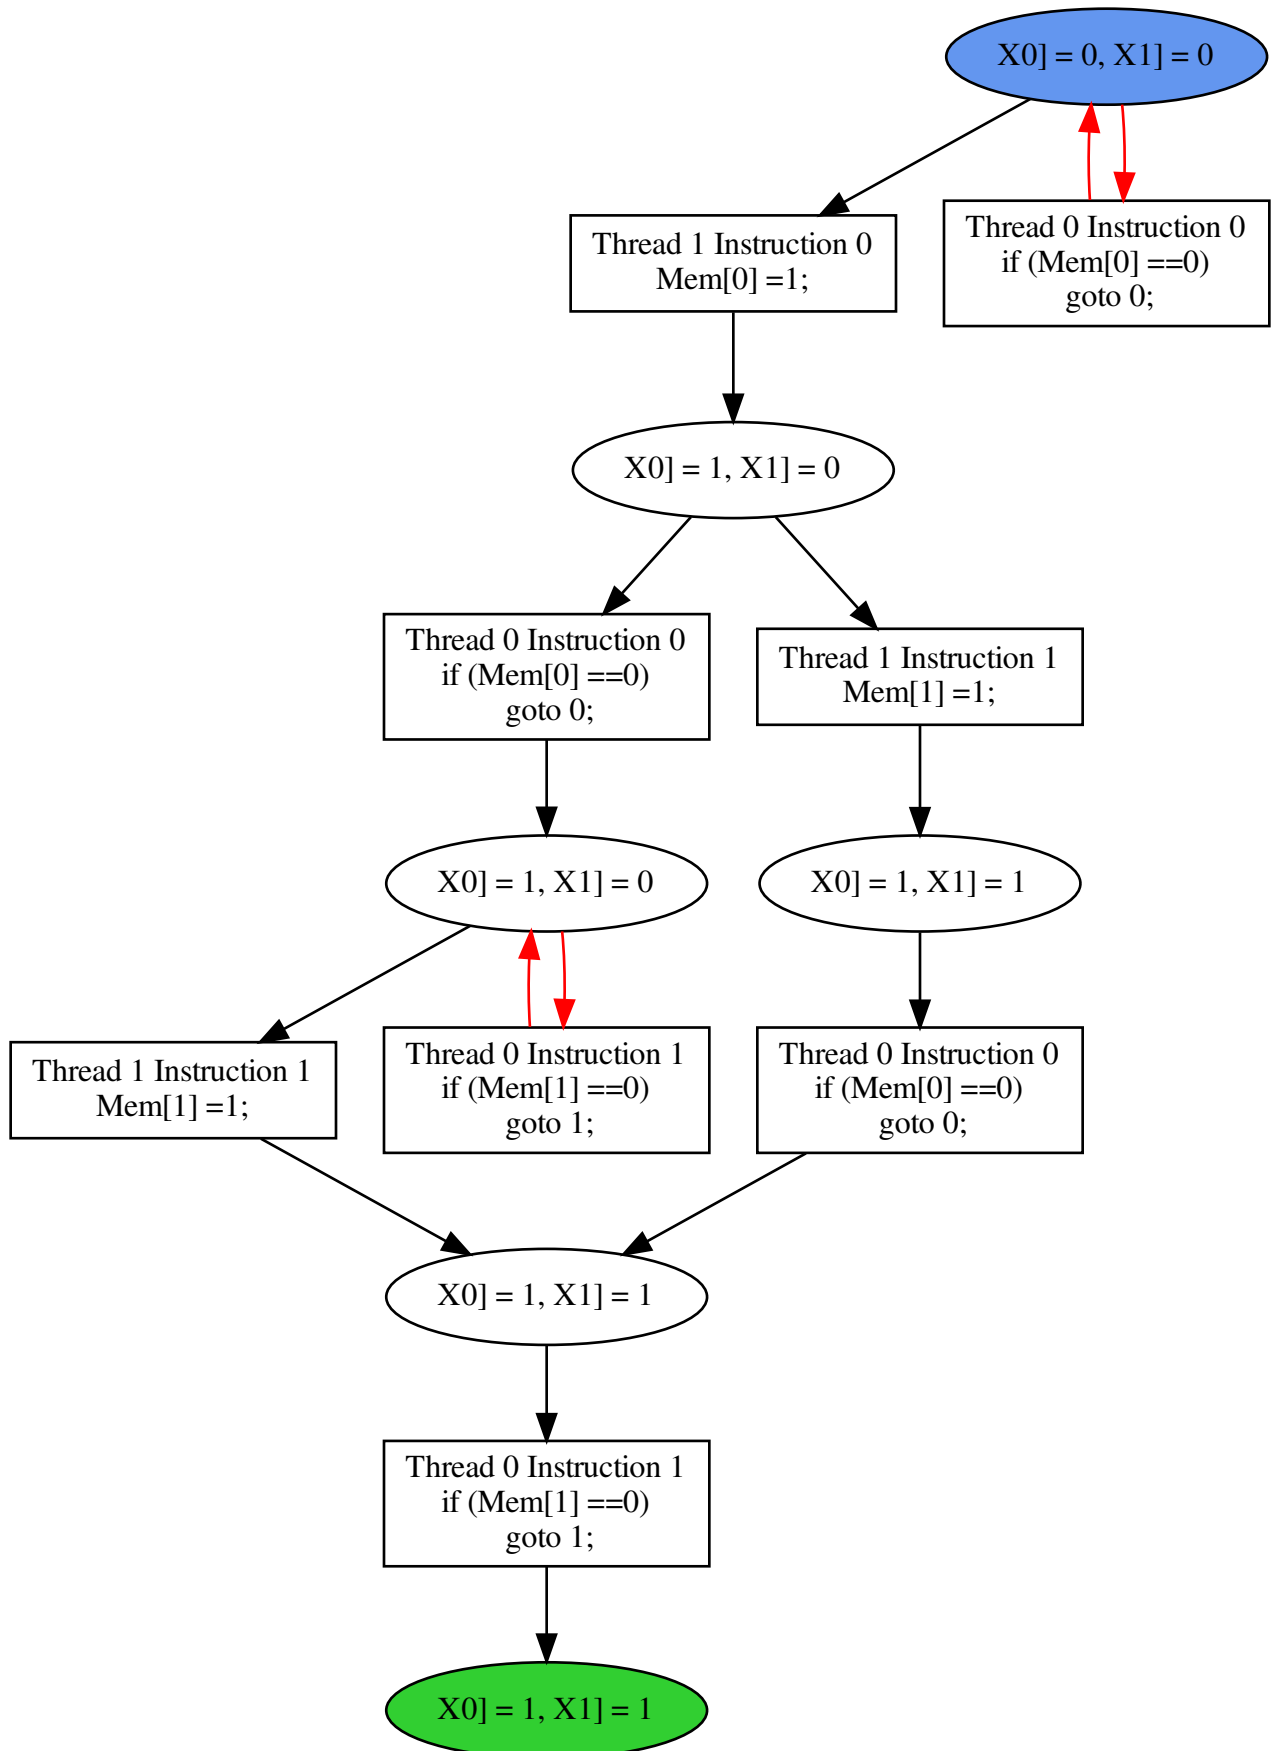 X0] = 0, X1] = 0
Thread 1 Instruction 0
Mem[0] =1;
Thread 0 Instruction 0
if (Mem[0] ==0)
goto 0;
X0] = 1, X1] = 0
Thread 0 Instruction 0
if (Mem[0] ==0)
goto 0;
Thread 1 Instruction 1
Mem[1] =1;
X0] = 1, X1] = 0
X0] = 1, X1] = 1
Thread 1 Instruction 1
Mem[1] =1;
Thread 0 Instruction 1
if (Mem[1] ==0)
goto 1;
Thread 0 Instruction 0
if (Mem[0] ==0)
goto 0;
X0] = 1, X1] = 1
Thread 0 Instruction 1
if (Mem[1] ==0)
goto 1;
X0] = 1, X1] = 1